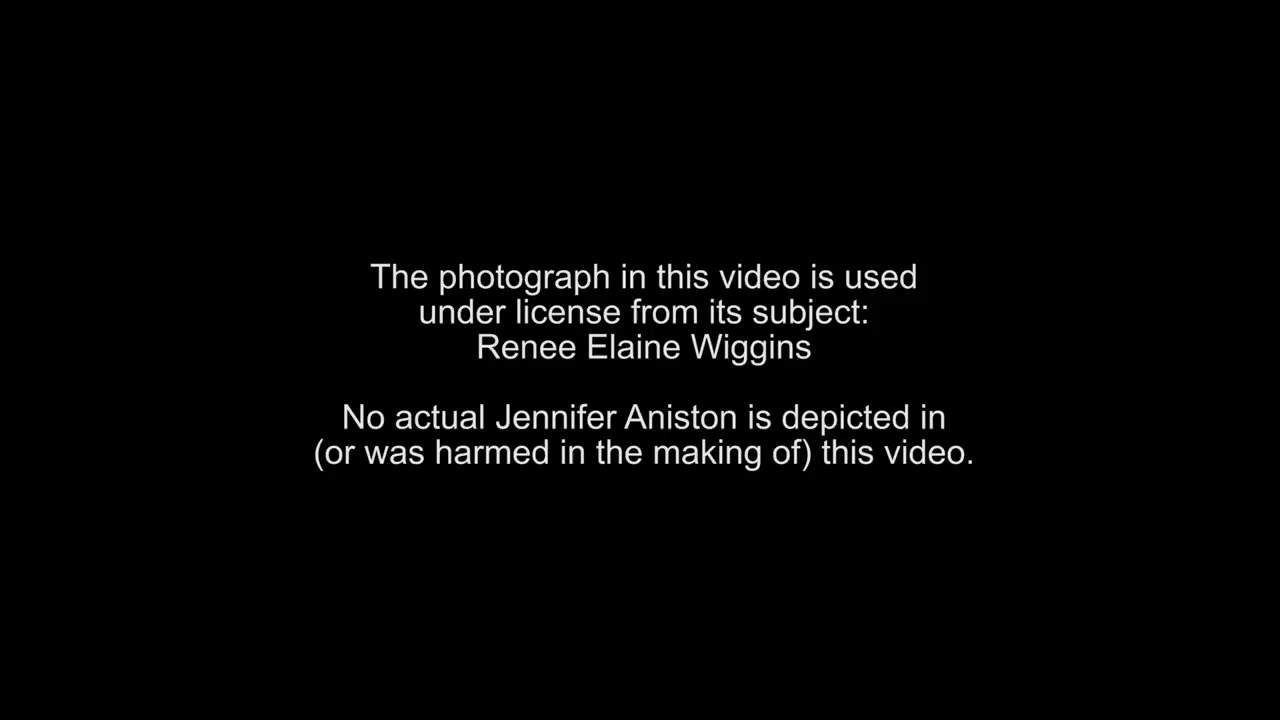 The photograph in this video is used
under license from its subject:
Renee Elaine Wiggins
No actual Jennifer Aniston is depicted in
(or was harmed in the making of) this video.